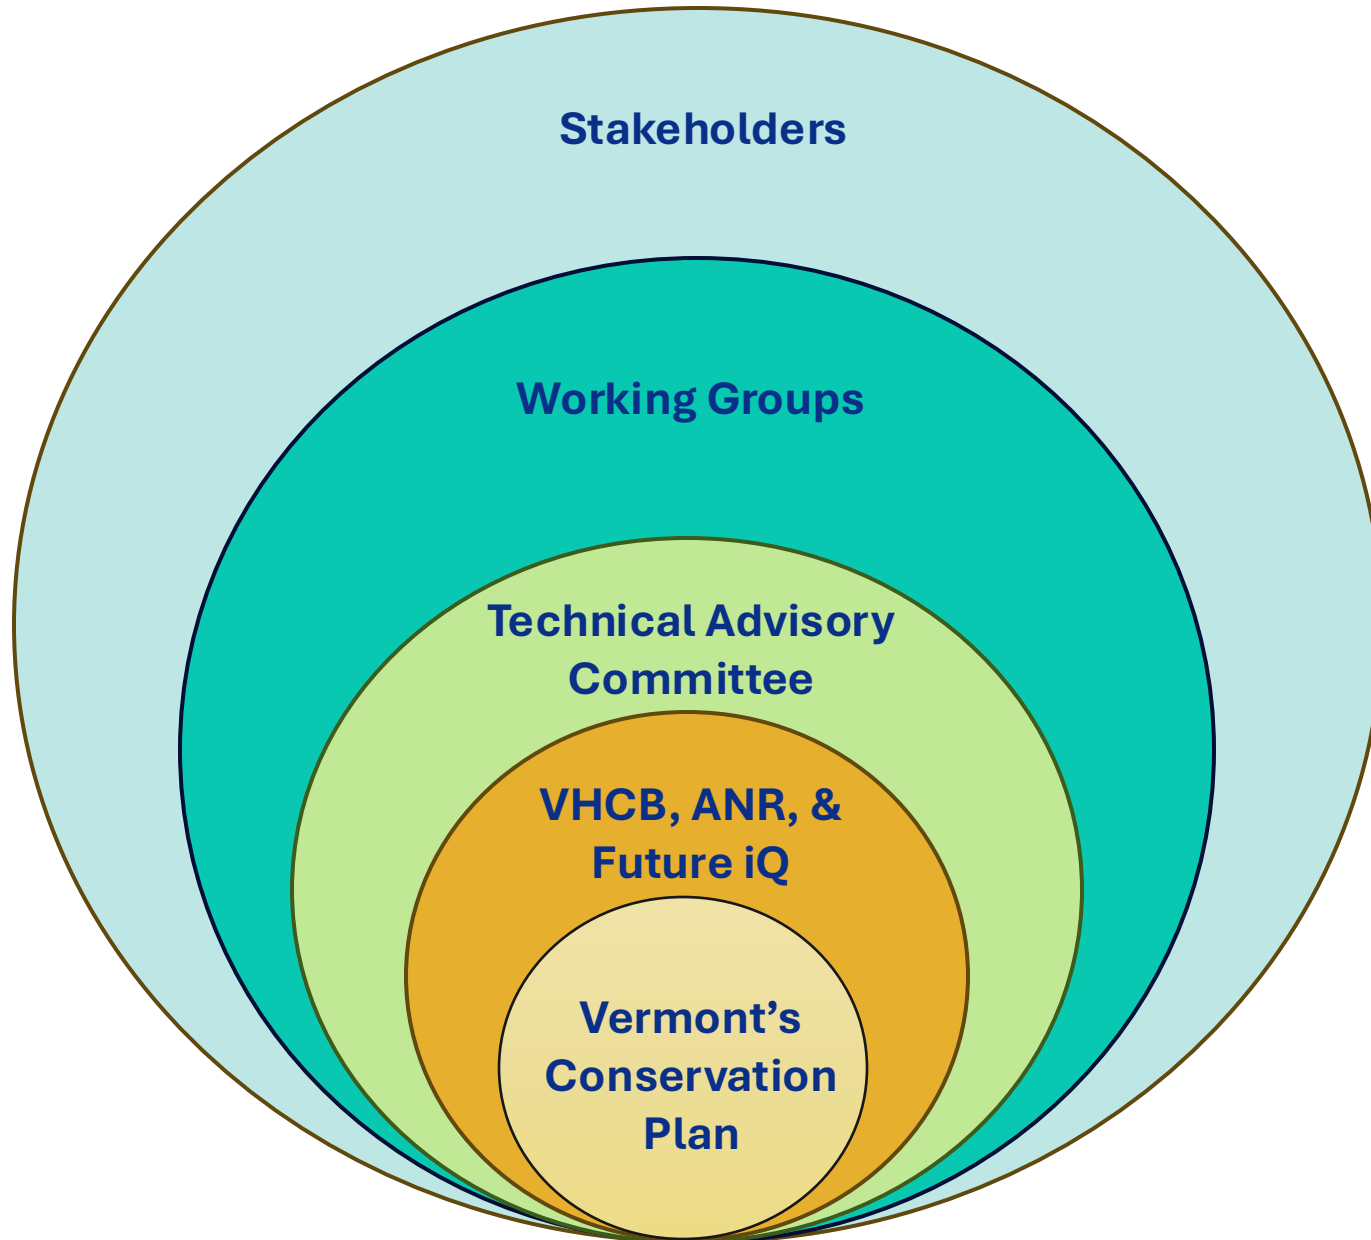 Stakeholders
Working Groups
Technical Advisory
Committee
VHCB, ANR, &
Future iQ
Vermont’s
Conservation
Plan